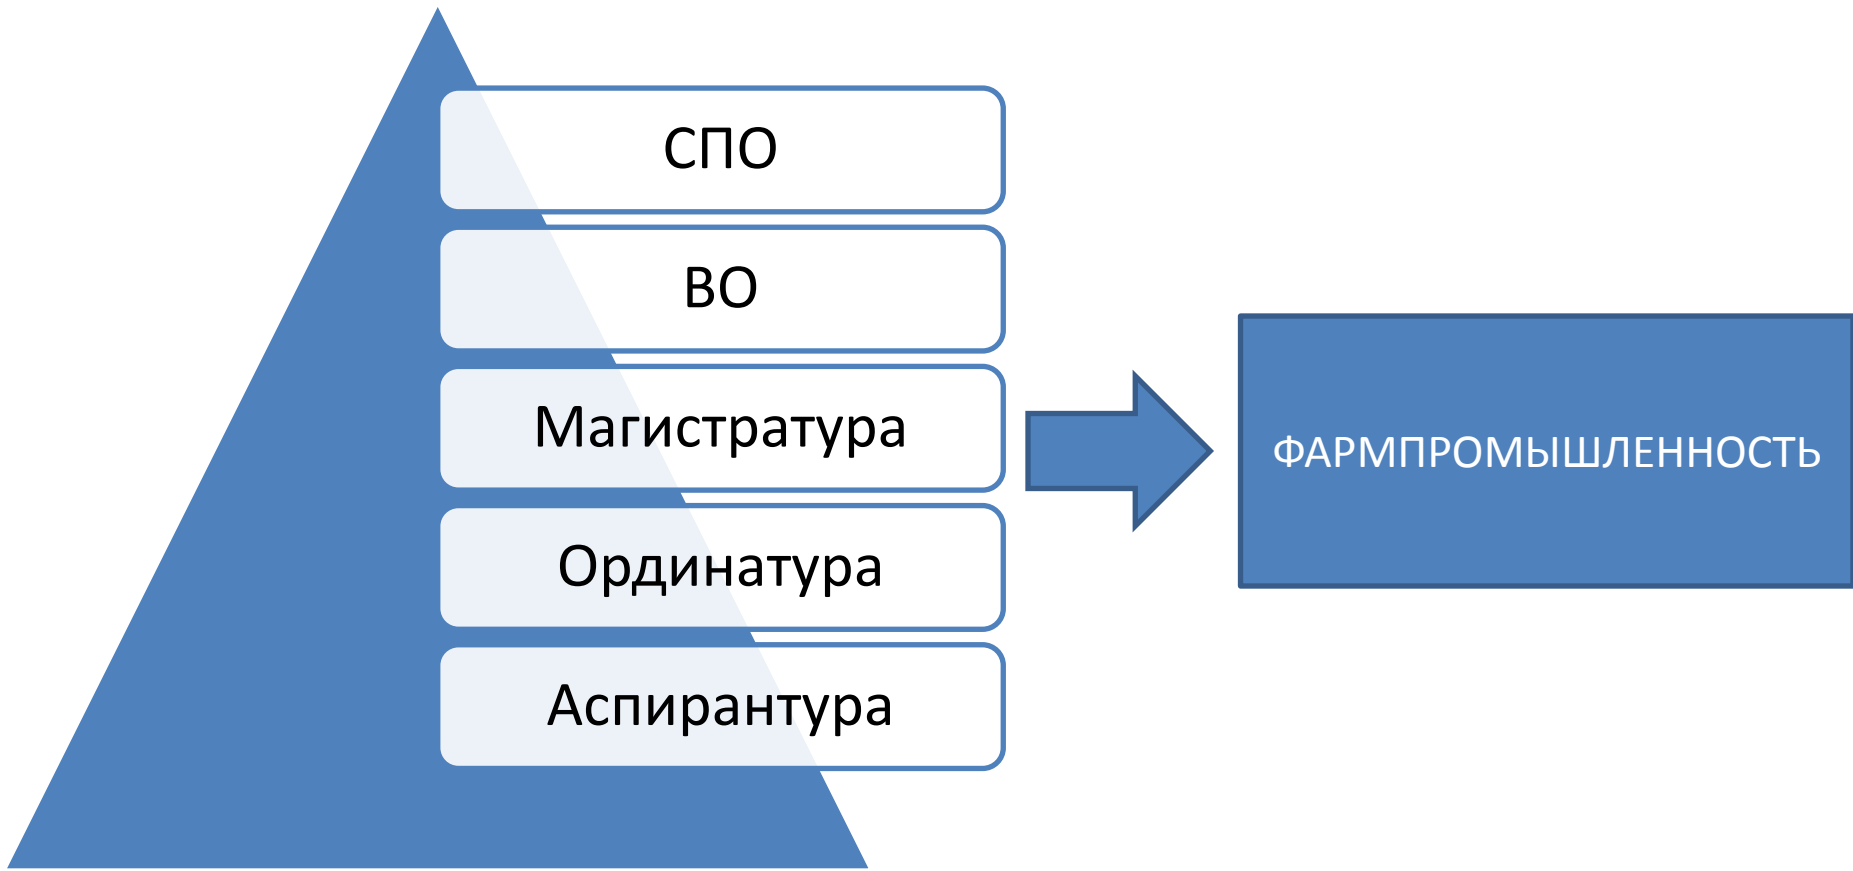 СПО
ВО
Магистратура
Ординатура
Аспирантура
ФАРМПРОМЫШЛЕННОСТЬ